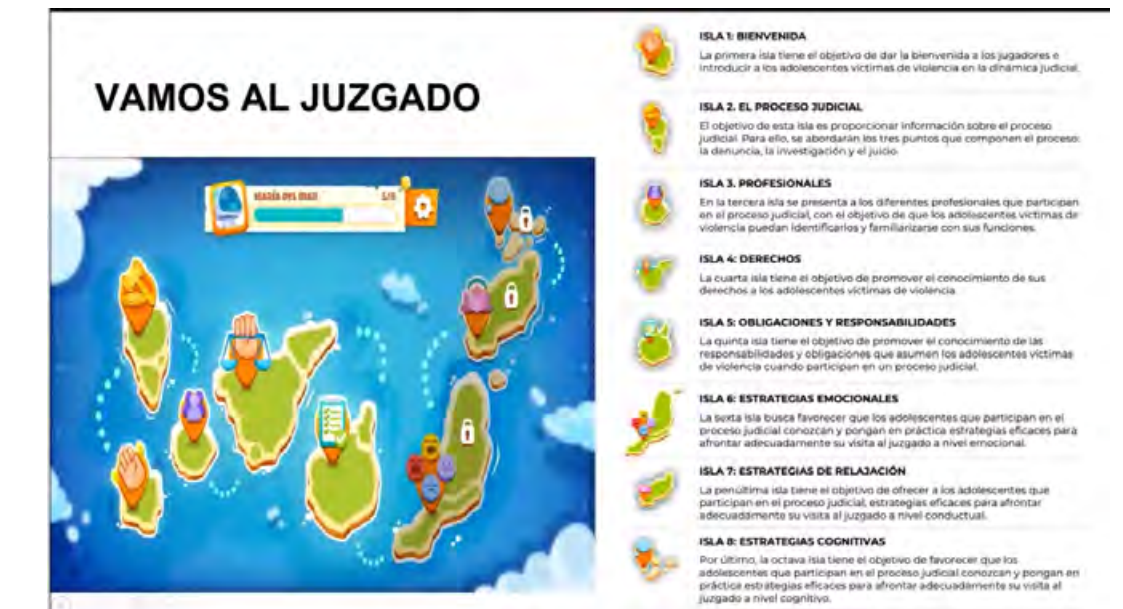 VAMOS AL JUZGADO
MARÍA DEL MAR
5/8
ISLA 1: BIENVENIDA
La primera isla tiene el objetivo de dar la bienvenida a los jugadores e
introducir a los adolescentes víctimas de violencia en la dinámica judicial.
ISLA 2. EL PROCESO JUDICIAL
El objetivo de esta isla es proporcionar información sobre el proceso
judicial. Para ello, se abordarán los tres puntos que componen el proceso:
la denuncia, la investigación y el juicio.
ISLA 3. PROFESIONALES
En la tercera isla se presenta a los diferentes profesionales que participan
en el proceso judicial, con el objetivo de que los adolescentes víctimas de
violencia puedan identificarlos y familiarizarse con sus funciones.
ISLA 4: DERECHOS
La cuarta isla tiene el objetivo de promover el conocimiento de sus
derechos a los adolescentes víctimas de violencia.
ISLA 5: OBLIGACIONES Y RESPONSABILIDADES
La quinta isla tiene el objetivo de promover el conocimiento de las
responsabilidades y obligaciones que asumen los adolescentes víctimas
de violencia cuando participan en un proceso judicial.
ISLA 6: ESTRATEGIAS EMOCIONALES
La sexta isla busca favorecer que los adolescentes que participan en el
proceso judicial conozcan y pongan en práctica estrategias eficaces para
afrontar adecuadamente su visita al juzgado a nivel emocional.
ISLA 7: ESTRATEGIAS DE RELAJACIÓN
La penúltima isla tiene el objetivo de ofrecer a los adolescentes que
participan en el proceso judicial, estrategias eficaces para afrontar
adecuadamente su visita al juzgado a nivel conductual.
ISLA 8: ESTRATEGIAS COGNITIVAS
Por último, la octava isla tiene el objetivo de favorecer que los
adolescentes que participan en el proceso judicial conozcan y pongan en
práctica estrategias eficaces para afrontar adecuadamente su visita al
juzgado a nivel cognitivo.